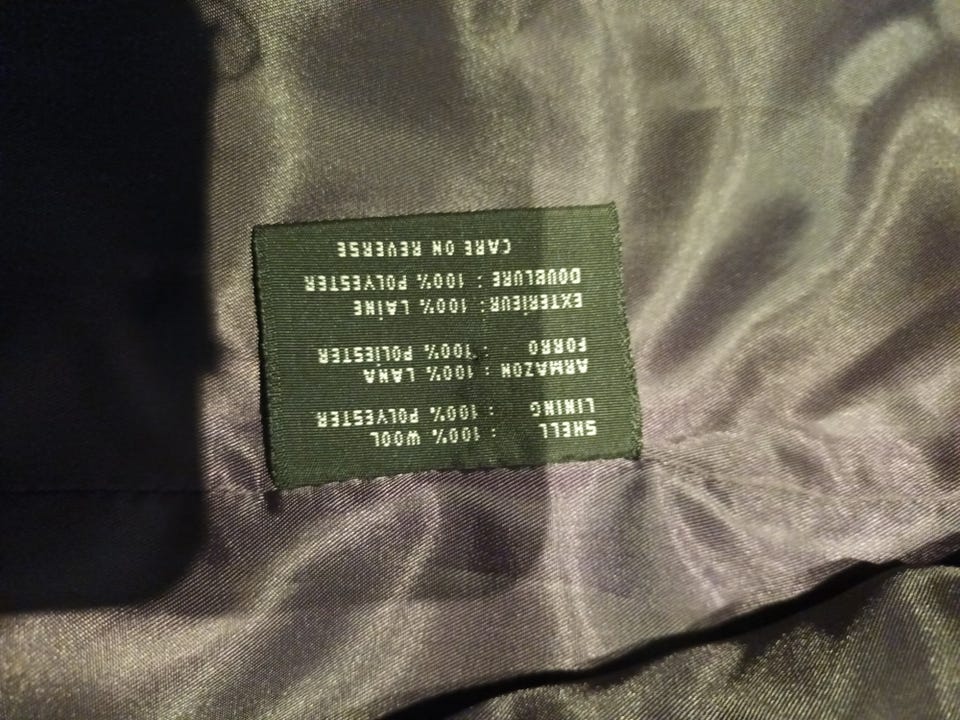 SHELL : 100% WOOL
LINING : 100% POLYESTER
ARMAZON : 100% LANA
FORRO : 100% POLIESTER
EXTERIEUR : 100% LAINE
DOUBLURE : 100% POLYESTER
CARE ON REVERSE